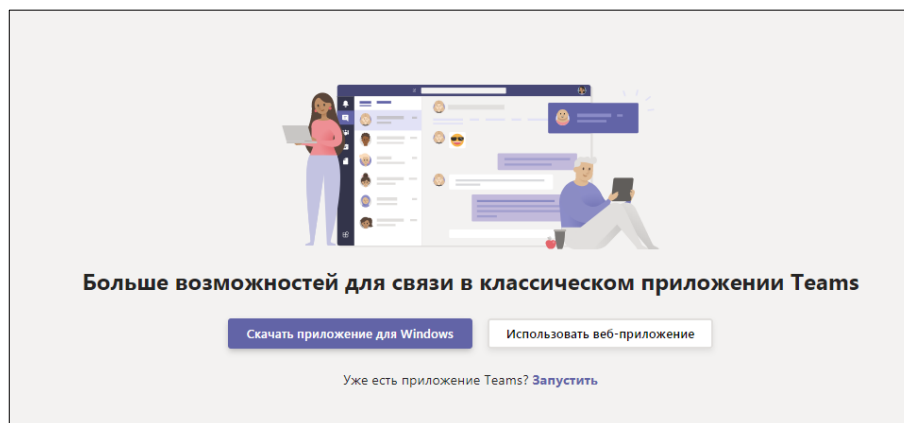 Больше возможностей для связи в классическом приложении Teams
Скачать приложение для Windows
Использовать веб-приложение
Уже есть приложение Teams? Запустить